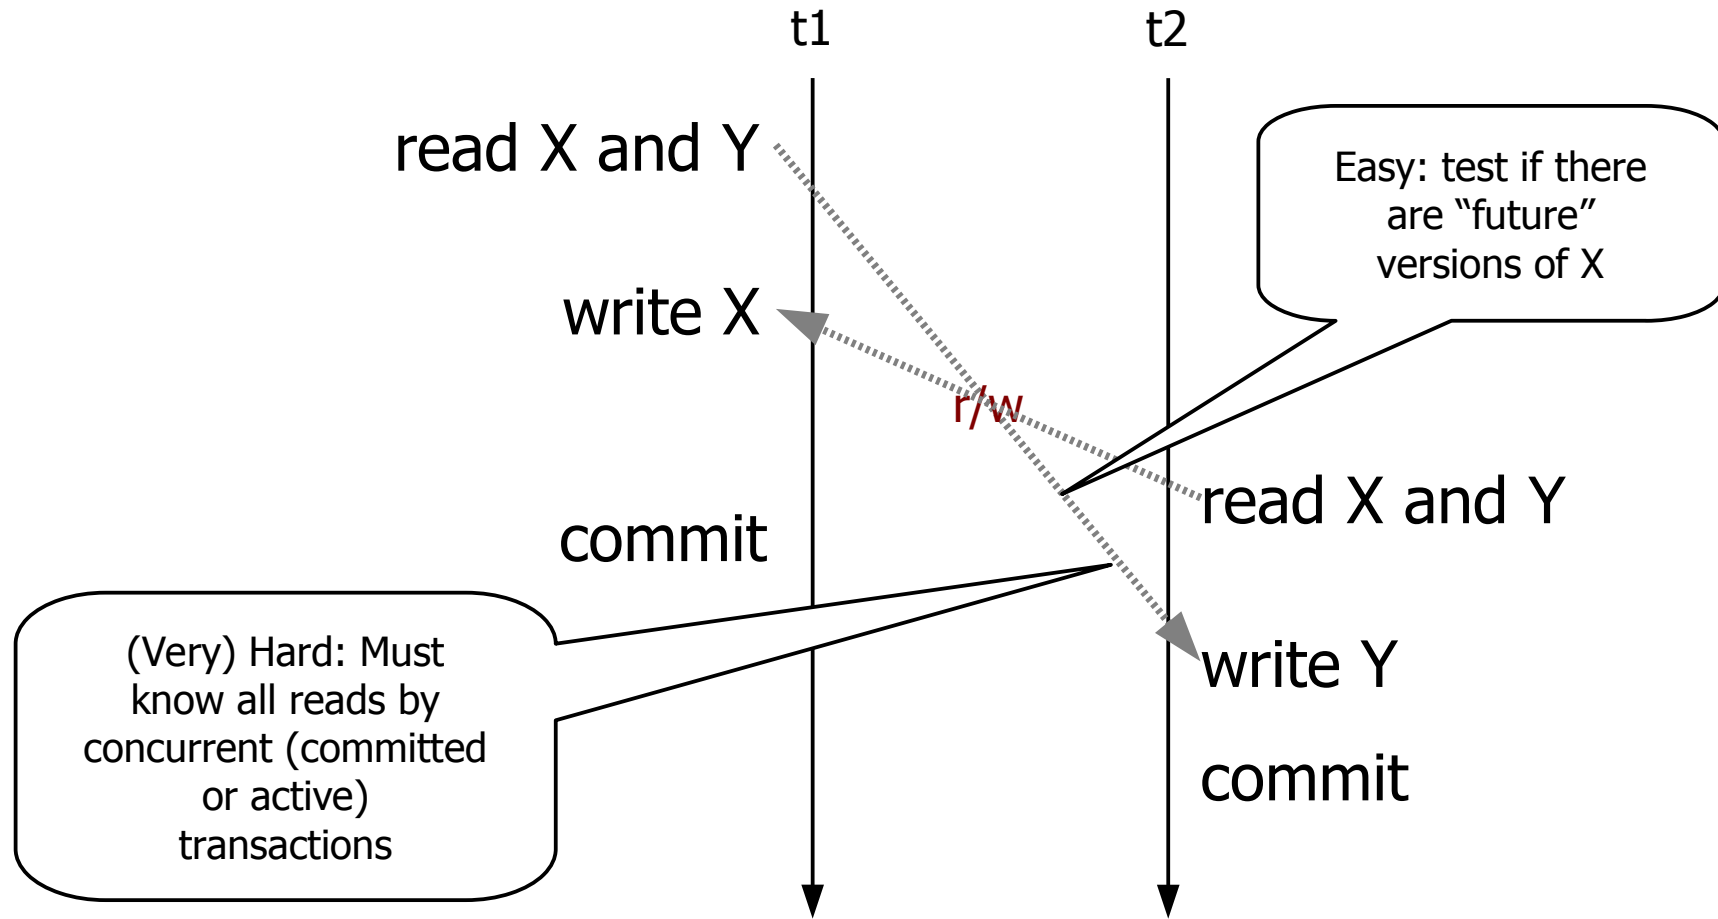 t1
t2
read X and Y
Easy: test if there
are “future”
versions of X
write X
r/w
read X and Y
commit
(Very) Hard: Must
know all reads by
concurrent (committed
or active)
transactions
write Y
commit